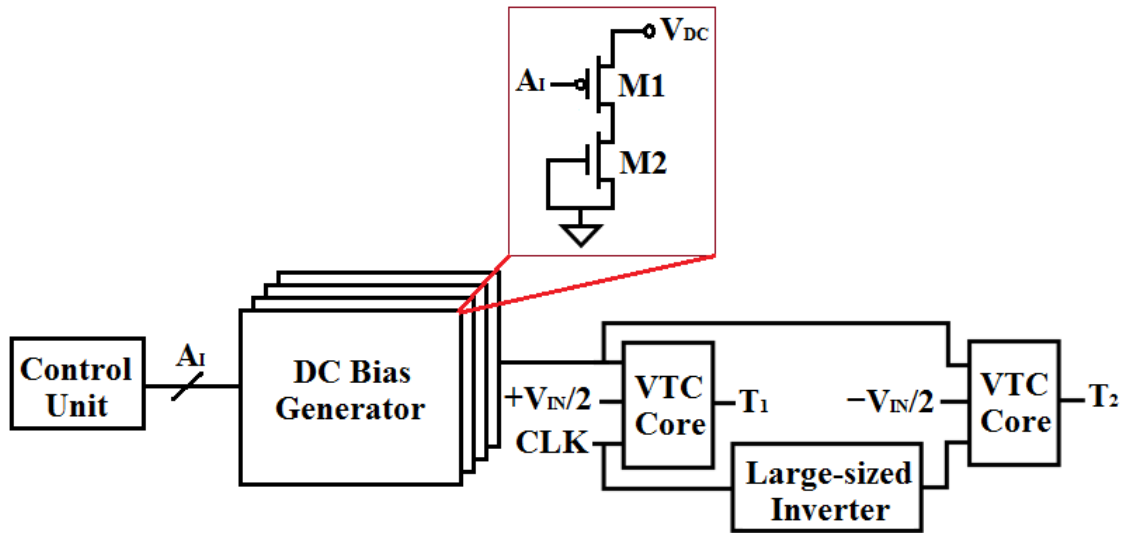 VDC
AI
M1
M2
Control
Unit
AI
DC Bias
Generator
+VIN/2
CLK
VTC
Core
T1
−VIN/2
VTC
Core
T2
Large-sized
Inverter